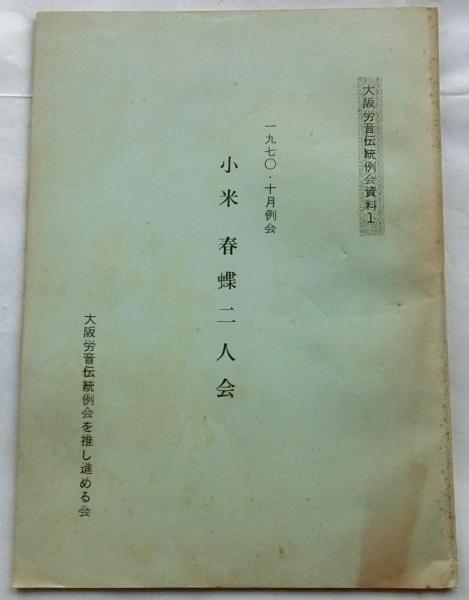 大阪労音伝統例会資料1
一九七〇・十月例会
小米 春蝶二人会
大阪労音伝統例会を推し進める会